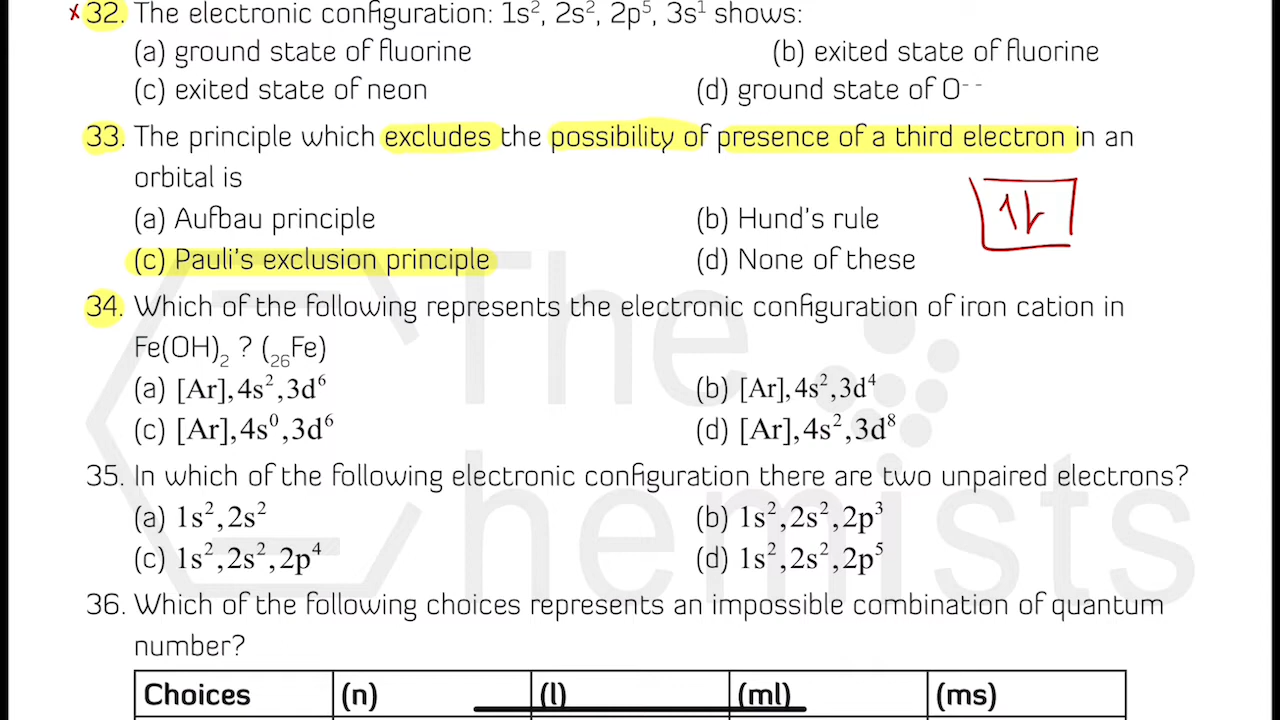 x 32. The electronic configuration: 1s², 2s², 2p⁵, 3s¹ shows:
(a) ground state of fluorine (b) exited state of fluorine
(c) exited state of neon (d) ground state of O⁻⁻
33. The principle which excludes the possibility of presence of a third electron in an
orbital is
(a) Aufbau principle (b) Hund's rule
(c) Pauli's exclusion principle (d) None of these
34. Which of the following represents the electronic configuration of iron cation in
Fe(OH)₂ ? (₂₆Fe)
(a) [Ar],4s²,3d⁶ (b) [Ar],4s²,3d⁴
(c) [Ar],4s⁰,3d⁶ (d) [Ar],4s²,3d⁸
35. In which of the following electronic configuration there are two unpaired electrons?
(a) 1s²,2s² (b) 1s²,2s²,2p³
(c) 1s²,2s²,2p⁴ (d) 1s²,2s²,2p⁵
36. Which of the following choices represents an impossible combination of quantum
number?
Choices (n) (l) (ml) (ms)
The
Chemists